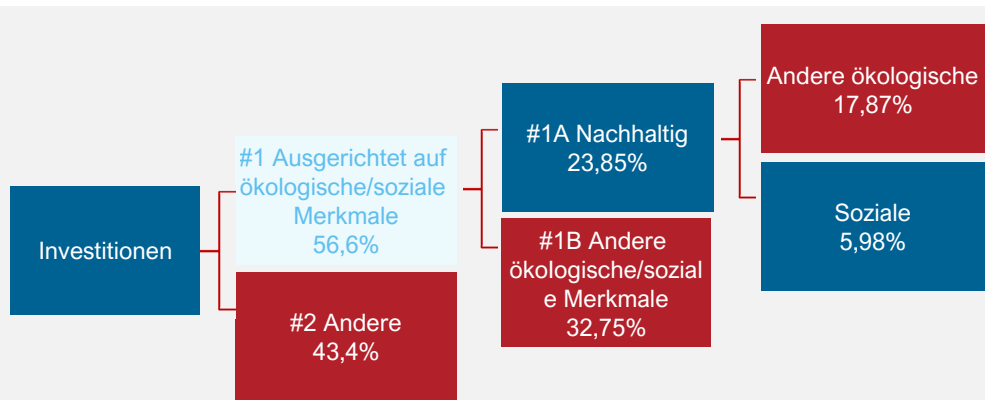 Investitionen
#1 Ausgerichtet auf
ökologische/soziale
Merkmale
56,6%
#2 Andere
43,4%
#1A Nachhaltig
23,85%
#1B Andere
ökologische/sozial
e Merkmale
32,75%
Andere ökologische
17,87%
Soziale
5,98%